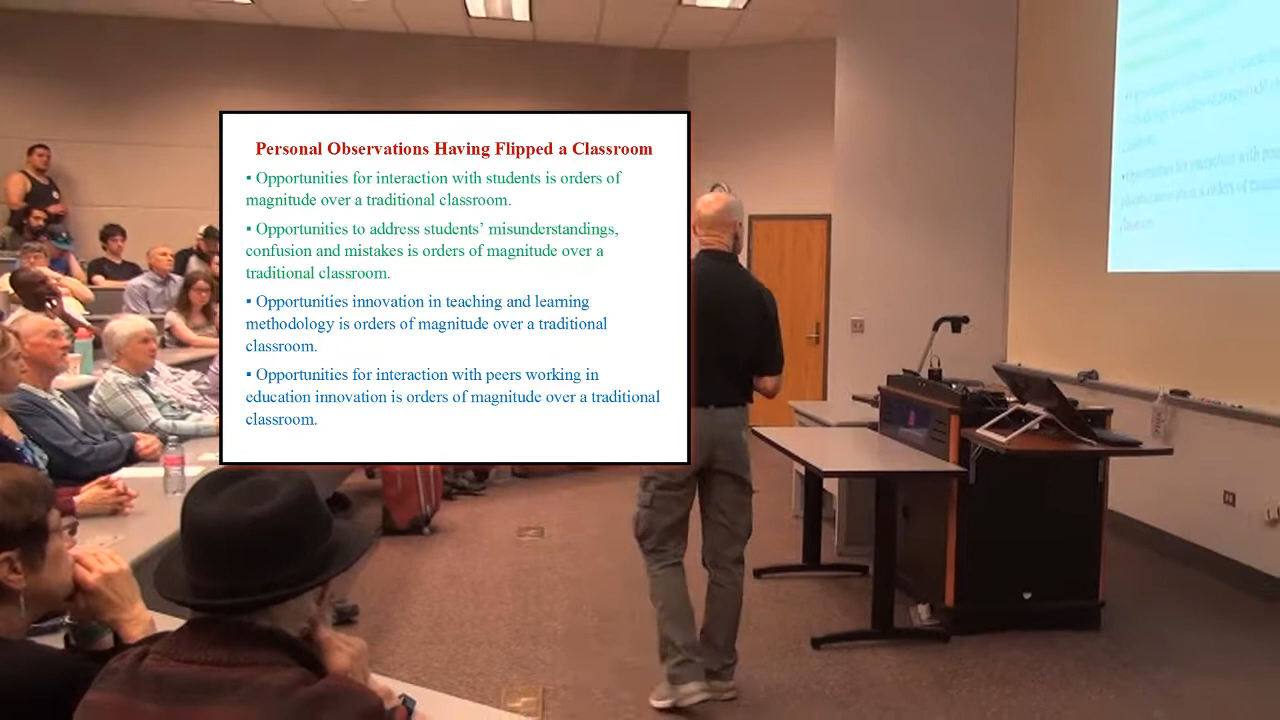 Personal Observations Having Flipped a Classroom
▪ Opportunities for interaction with students is orders of
magnitude over a traditional classroom.
▪ Opportunities to address students’ misunderstandings,
confusion and mistakes is orders of magnitude over a
traditional classroom.
▪ Opportunities innovation in teaching and learning
methodology is orders of magnitude over a traditional
classroom.
▪ Opportunities for interaction with peers working in
education innovation is orders of magnitude over a traditional
classroom.